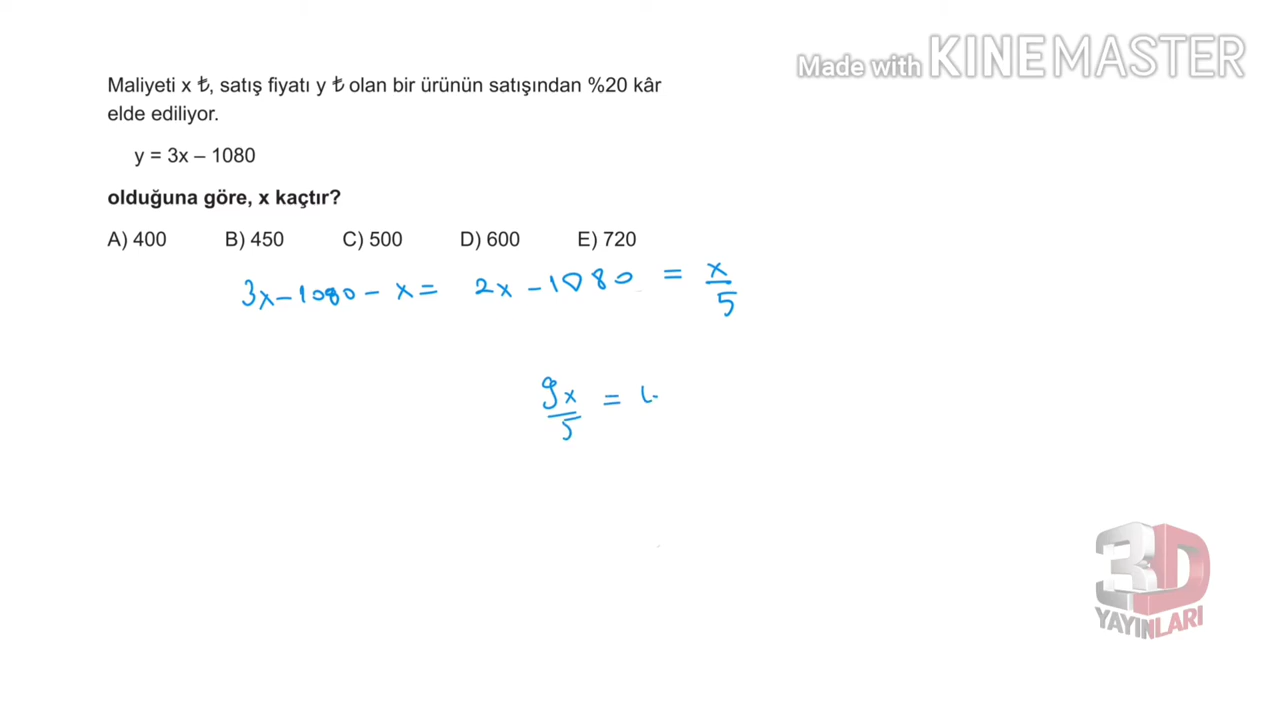 Made with KINEMASTER
Maliyeti x ₺, satış fiyatı y ₺ olan bir ürünün satışından %20 kâr
elde ediliyor.
y = 3x – 1080
olduğuna göre, x kaçtır?
A) 400 B) 450 C) 500 D) 600 E) 720
3x-1080-x= 2x-1080 = x/5
9x/5 =
3D
YAYINLARI